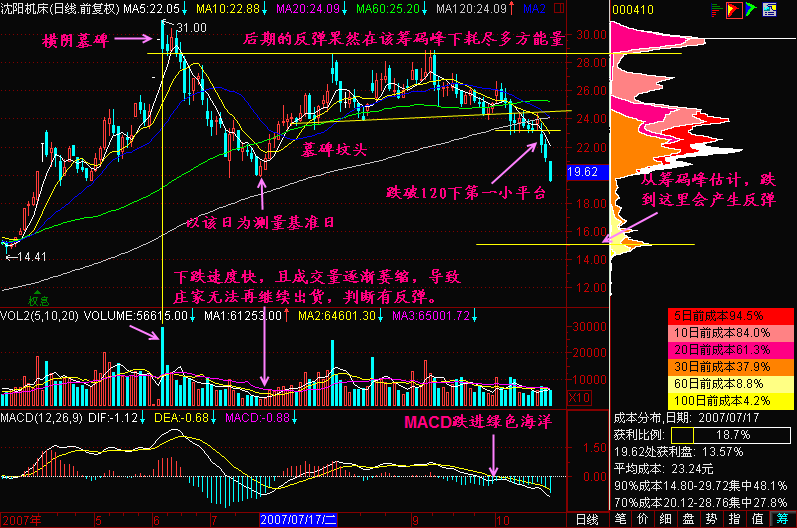 沈阳机床(日线.前复权) MA5:22.05↓ MA10:22.88↓ MA20:24.09↓ MA60:25.20↓ MA120:24.09↑ MA2
000410
31.00
横阴墓碑
后期的反弹果然在该筹码峰下耗尽多方能量
30.00
28.00
26.00
24.00
22.00
19.62
18.00
16.00
14.00
12.00
墓碑坟头
跌破120下第一小平台
从筹码峰估计，跌
到这里会产生反弹
以该日为测量基准日
14.41
下跌速度快，且成交量逐渐萎缩，导致
庄家无法再继续出货，判断有反弹。
权息
VOL2(5,10,20) VOLUME:56615.00↓ MA1:61253.00↑ MA2:64601.30↓ MA3:65001.72↓
30000
20000
10000
X10
5日前成本94.5%
10日前成本84.0%
20日前成本61.3%
30日前成本37.9%
60日前成本8.8%
100日前成本4.2%
MACD(12,26,9) DIF:-1.12↓ DEA:-0.68↓ MACD:-0.89↓
MACD跌进绿色海洋
1.50
0.00
成本分布,日期: 2007/07/17
获利比例: 18.7%
19.62处获利盘: 13.57%
平均成本: 23.24元
90%成本14.80-29.72集中48.1%
70%成本20.12-28.76集中27.8%
2007年 5 6 2007/07/17/二 9 10 日线
笔 价 细 盘 势 指 值 筹